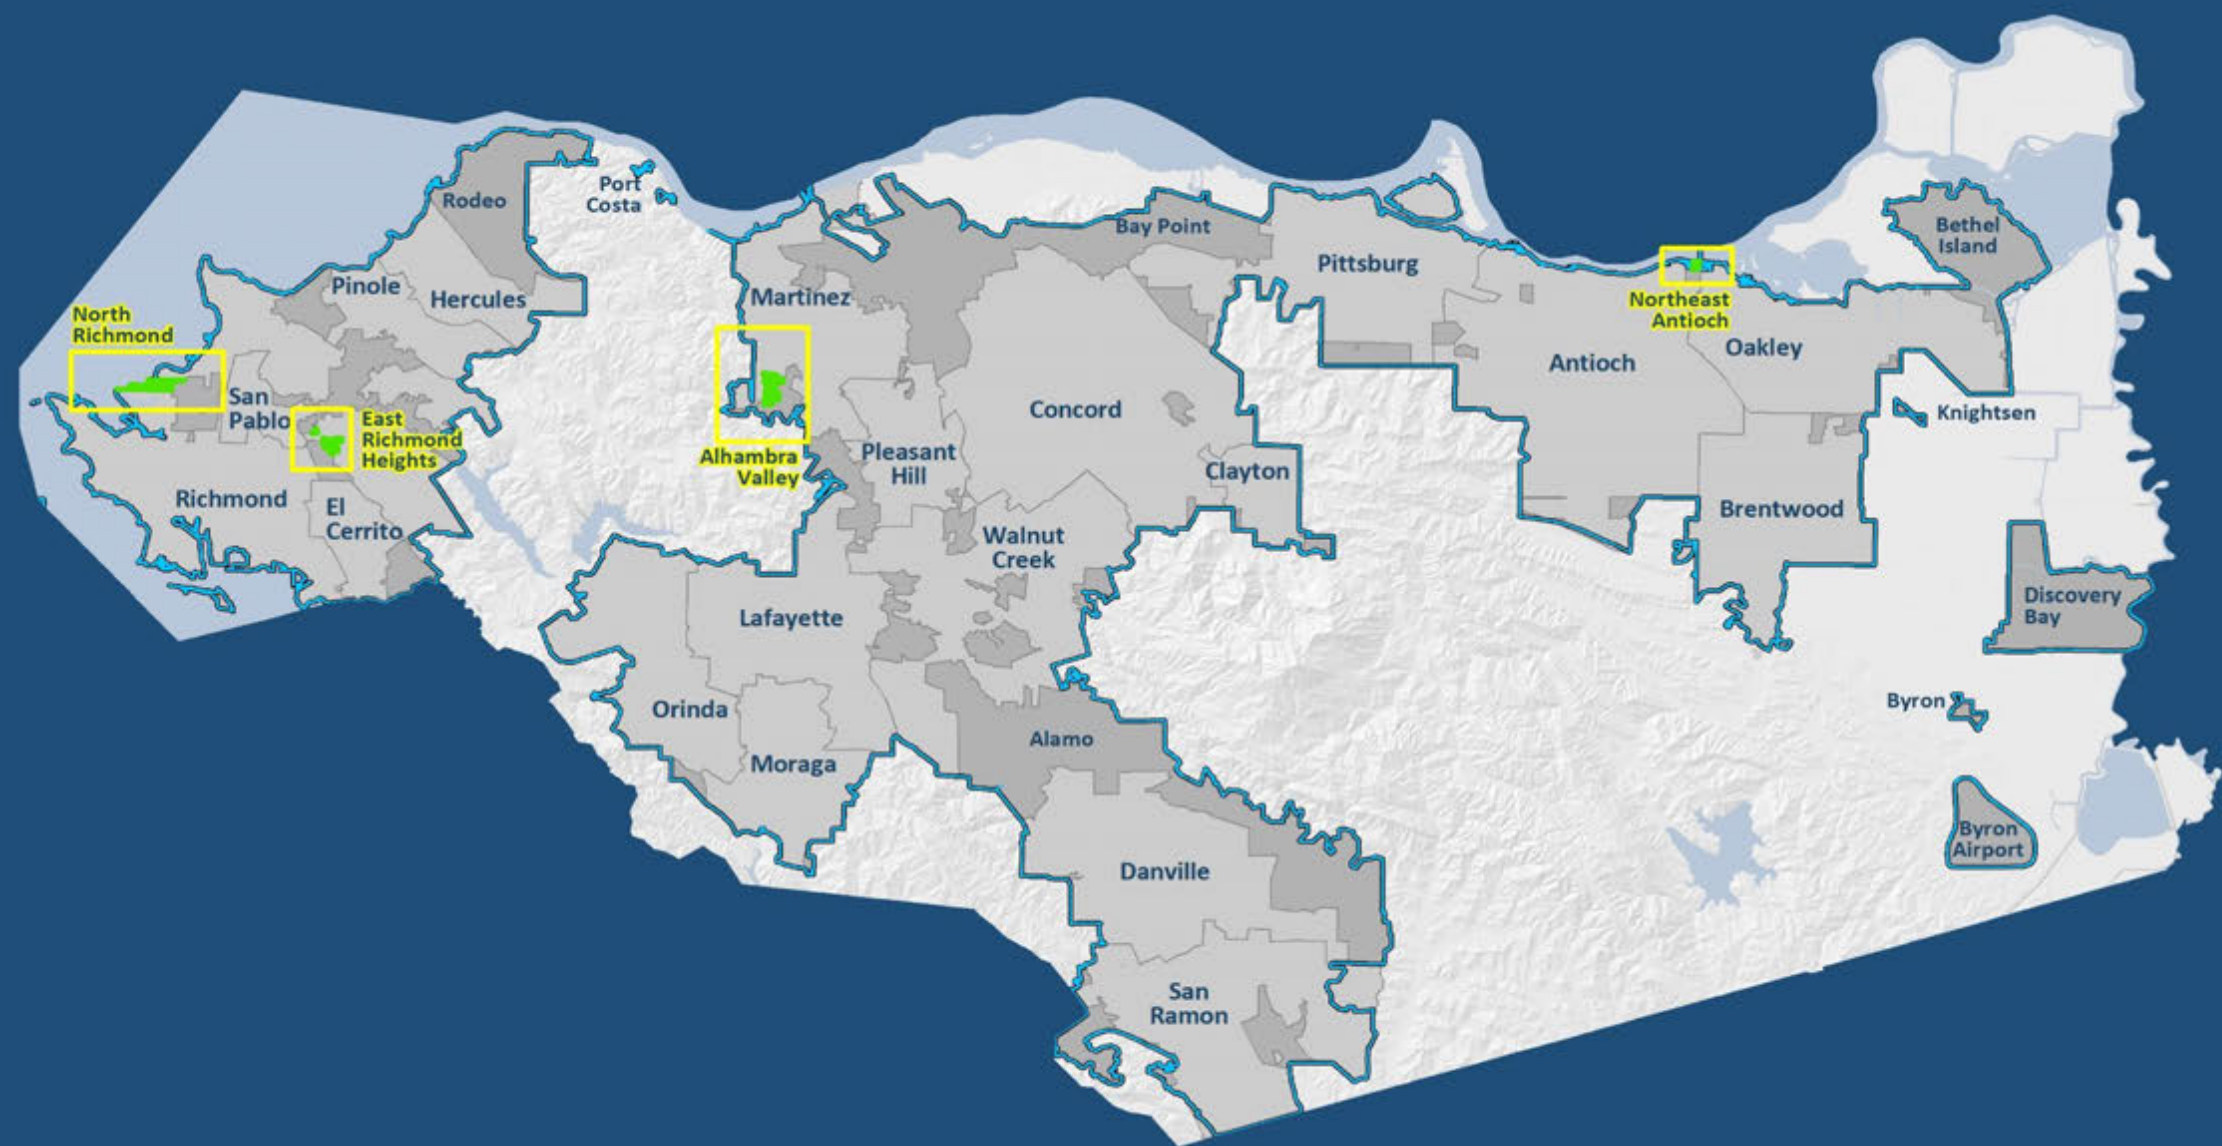 Rodeo
Port
Costa
Bay Point
Bethel
Island
Pittsburg
Pinole
Hercules
Martinez
Northeast
Antioch
North
Richmond
Antioch
Oakley
San
Pablo
East
Richmond
Heights
Concord
Knightsen
Alhambra
Valley
Pleasant
Hill
Clayton
Richmond
El
Cerrito
Brentwood
Walnut
Creek
Lafayette
Discovery
Bay
Orinda
Byron
Alamo
Moraga
Byron
Airport
Danville
San
Ramon